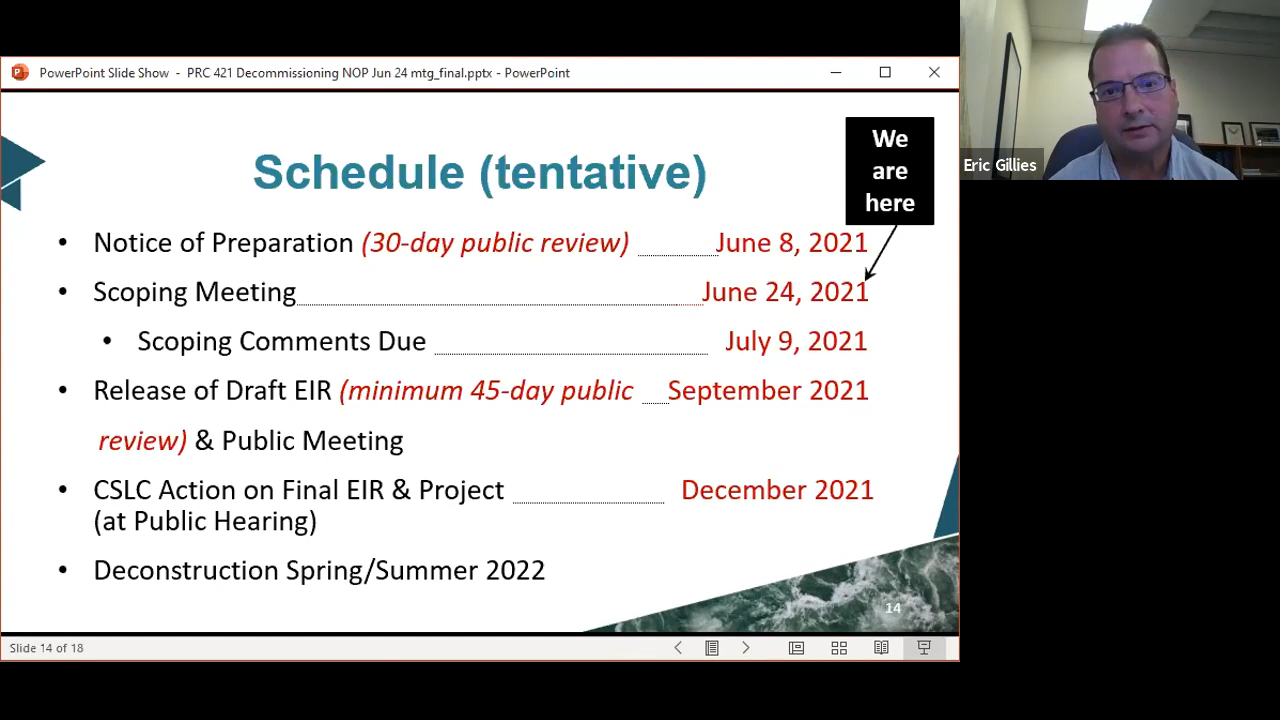 PowerPoint Slide Show - PRC 421 Decommissioning NOP Jun 24 mtg_final.pptx - PowerPoint
We
are
here
Eric Gillies
Schedule (tentative)
• Notice of Preparation (30-day public review) June 8, 2021
• Scoping Meeting June 24, 2021
• Scoping Comments Due July 9, 2021
• Release of Draft EIR (minimum 45-day public September 2021
review) & Public Meeting
• CSLC Action on Final EIR & Project December 2021
(at Public Hearing)
• Deconstruction Spring/Summer 2022
14
Slide 14 of 18